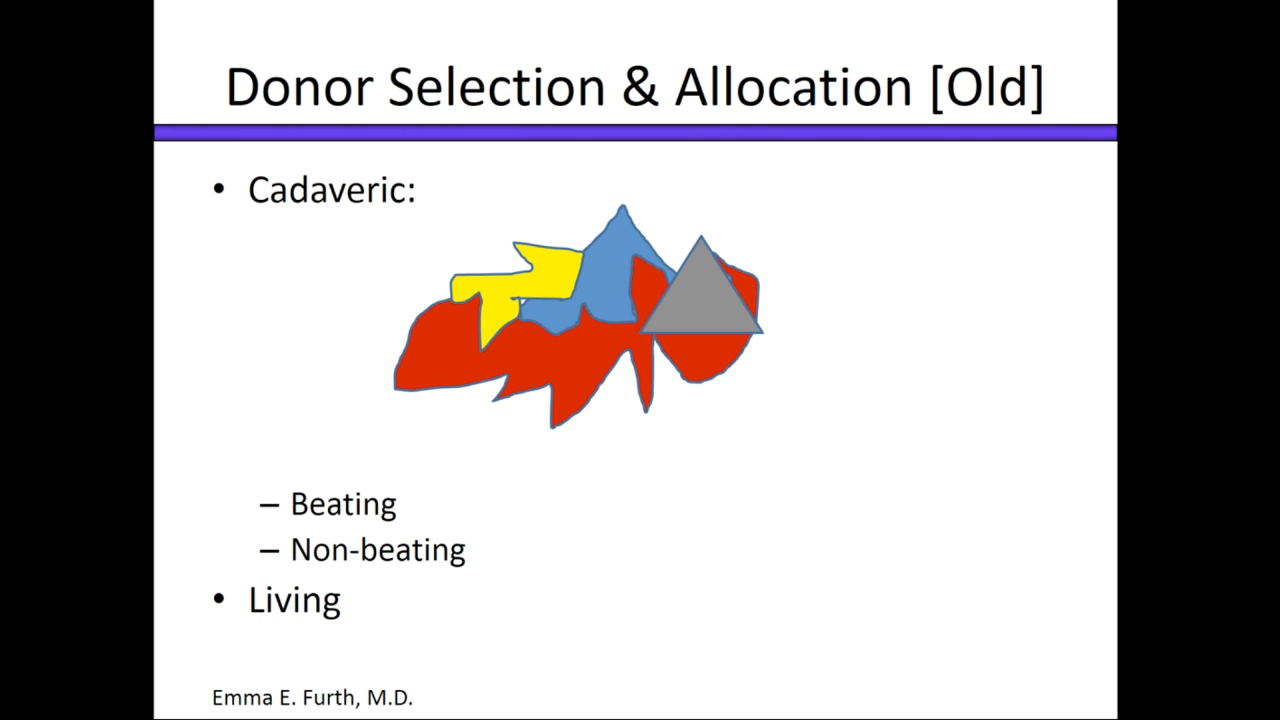 Donor Selection & Allocation [Old]
• Cadaveric:
– Beating
– Non-beating
• Living
Emma E. Furth, M.D.